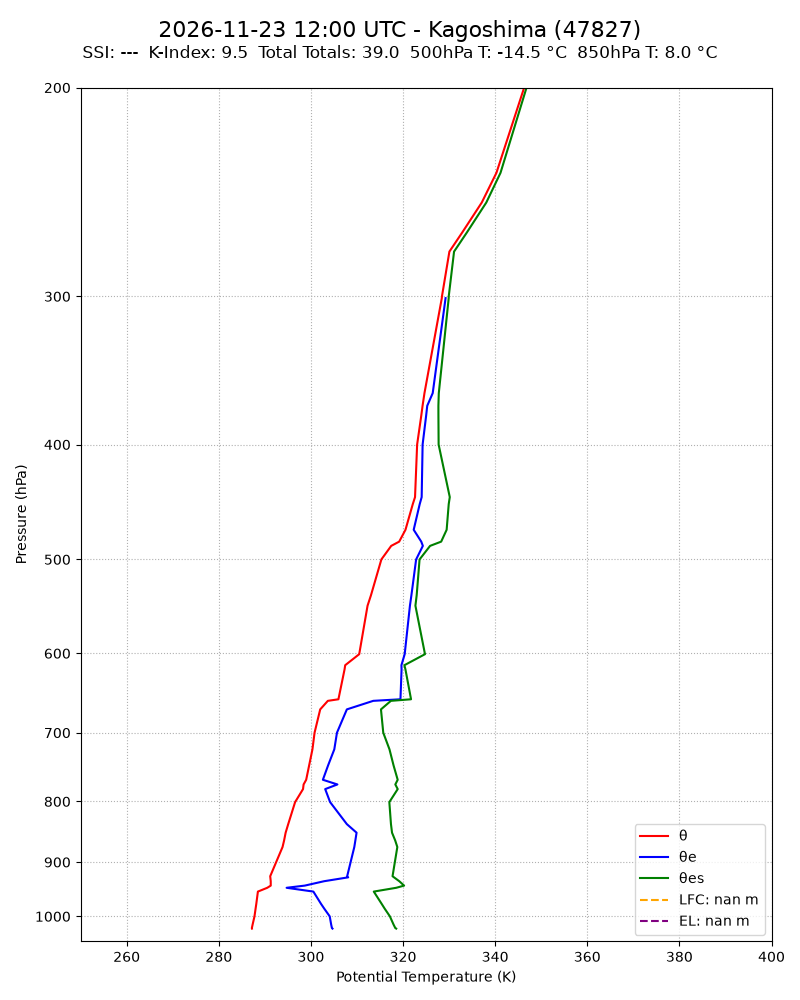 2026-11-23 12:00 UTC - Kagoshima (47827)
SSI: ---  K-Index: 9.5  Total Totals: 39.0  500hPa T: -14.5 °C  850hPa T: 8.0 °C
200
300
400
500
600
700
800
900
1000
Pressure (hPa)
260
280
300
320
340
360
380
400
Potential Temperature (K)
θ
θe
θes
LFC: nan m
EL: nan m